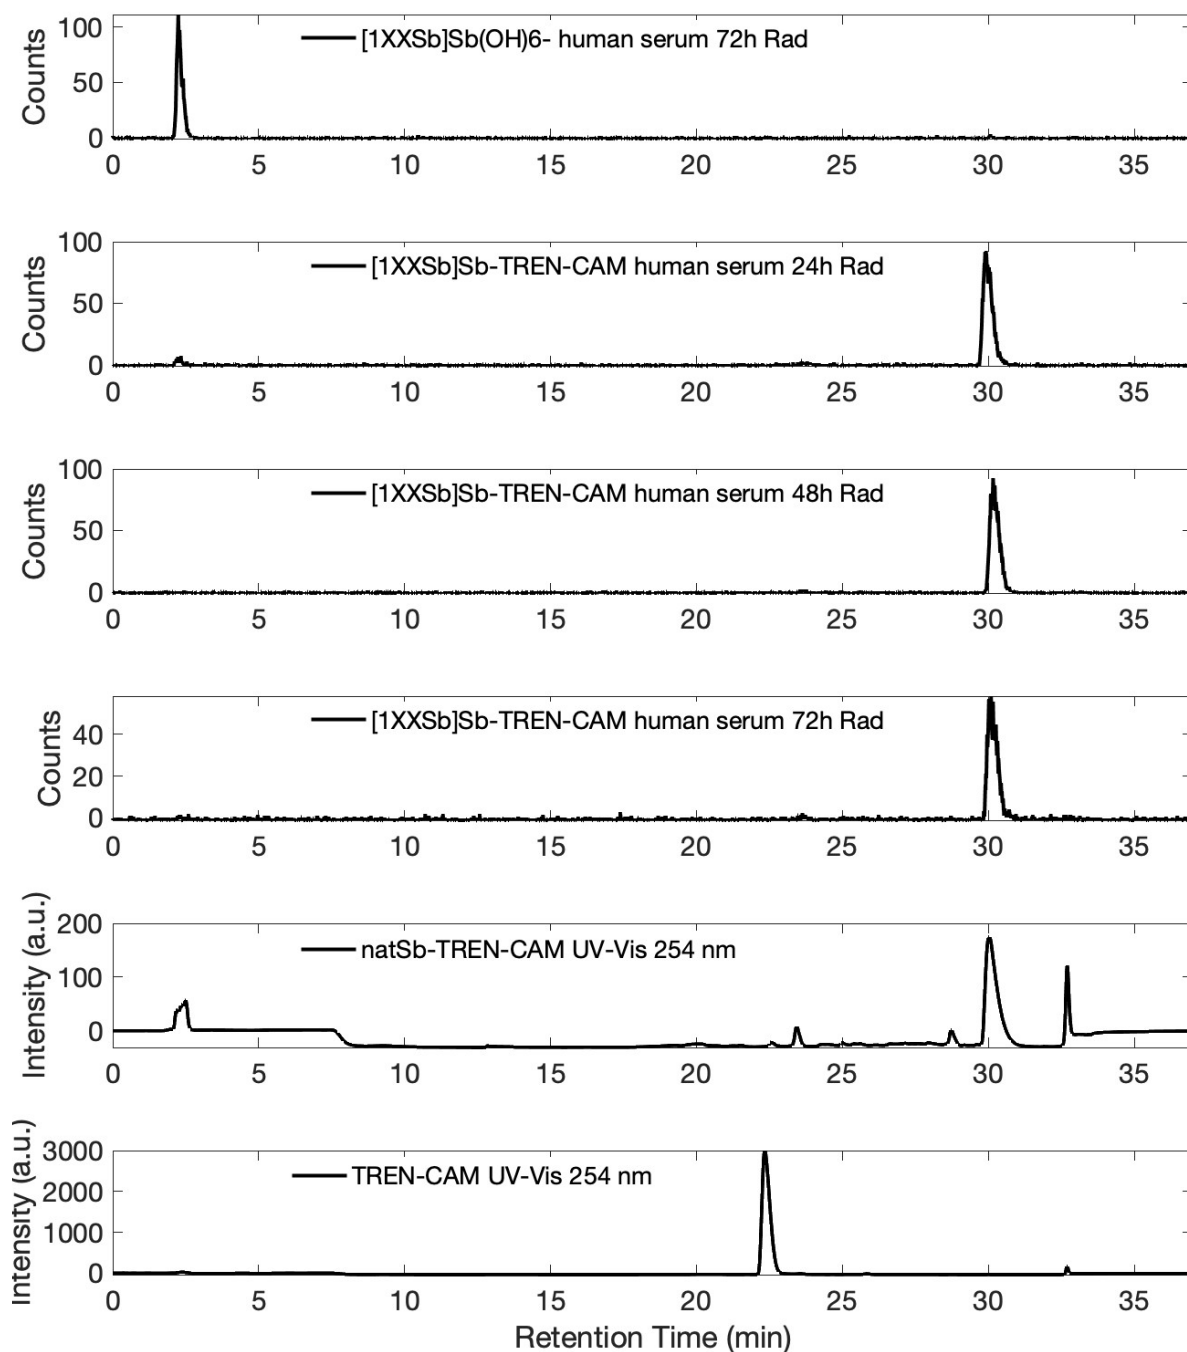 Counts
100
50
0
[1XXSb]Sb(OH)6- human serum 72h Rad
0 5 10 15 20 25 30 35
Counts
100
50
0
[1XXSb]Sb-TREN-CAM human serum 24h Rad
0 5 10 15 20 25 30 35
Counts
100
50
0
[1XXSb]Sb-TREN-CAM human serum 48h Rad
0 5 10 15 20 25 30 35
Counts
40
20
0
[1XXSb]Sb-TREN-CAM human serum 72h Rad
0 5 10 15 20 25 30 35
Intensity (a.u.)
200
100
0
natSb-TREN-CAM UV-Vis 254 nm
0 5 10 15 20 25 30 35
Intensity (a.u.)
3000
2000
1000
0
TREN-CAM UV-Vis 254 nm
0 5 10 15 20 25 30 35
Retention Time (min)